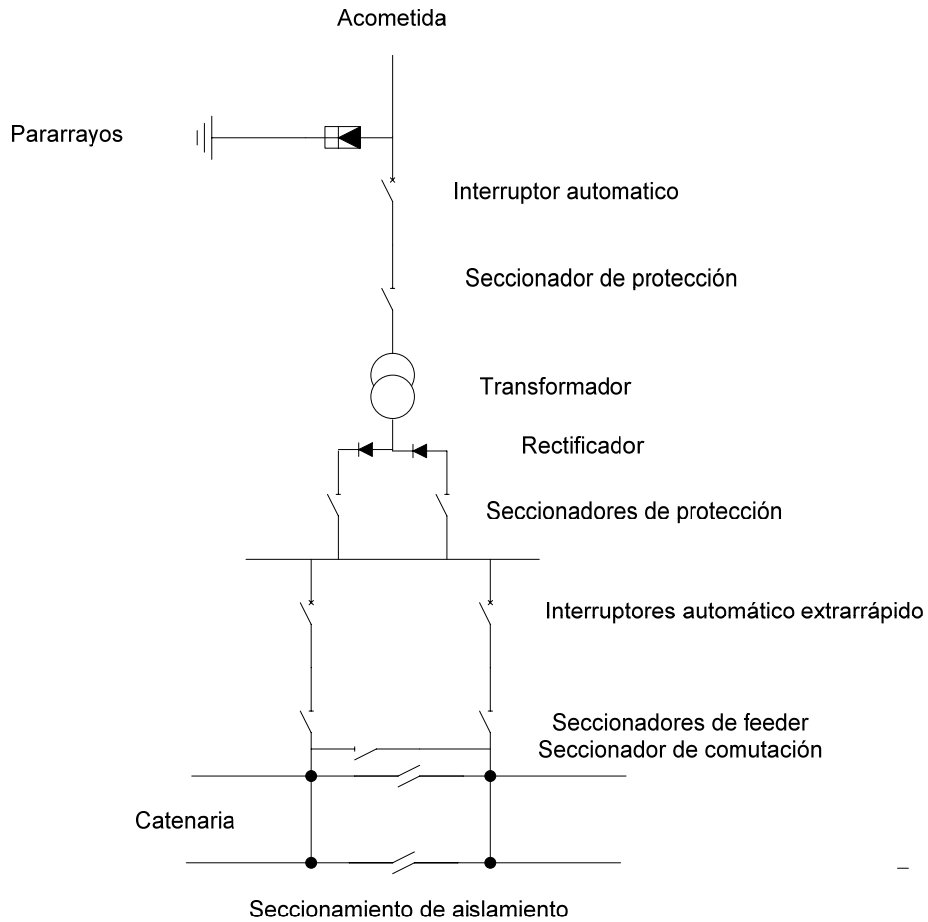 Acometida
Pararrayos
Interruptor automatico
Seccionador de protección
Transformador
Rectificador
Seccionadores de protección
Interruptores automático extrarrápido
Seccionadores de feeder
Seccionador de comutación
Catenaria
Seccionamiento de aislamiento